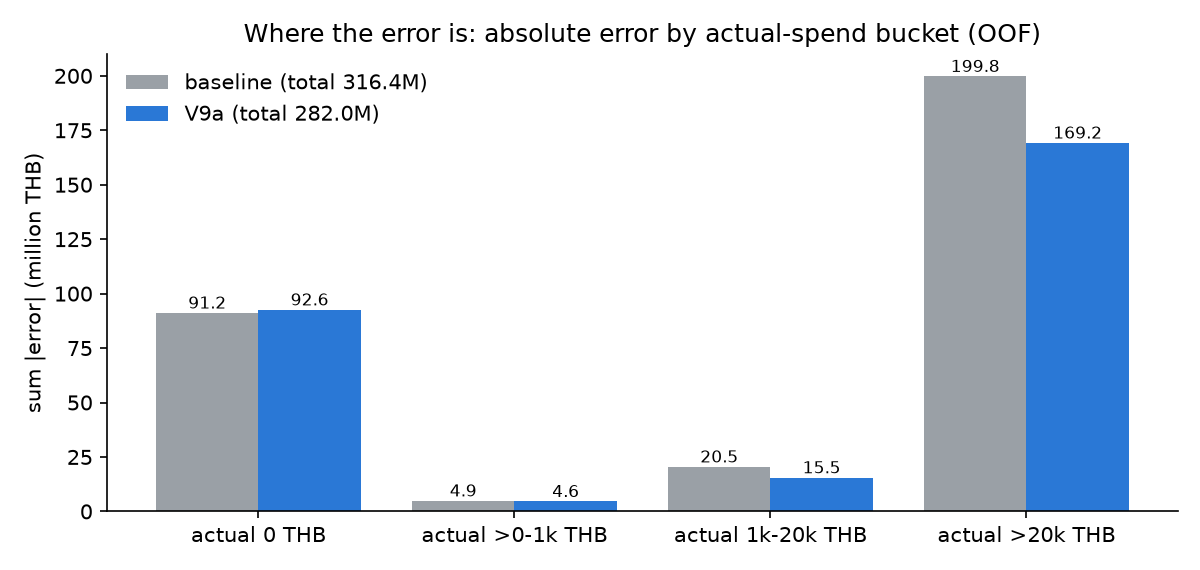 Where the error is: absolute error by actual-spend bucket (OOF)
baseline (total 316.4M)
V9a (total 282.0M)
sum |error| (million THB)
200
175
150
125
100
75
50
25
0
91.2
92.6
4.9
4.6
20.5
15.5
199.8
169.2
actual 0 THB
actual >0-1k THB
actual 1k-20k THB
actual >20k THB